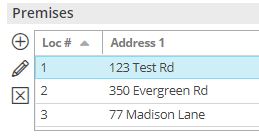 Premises
Loc # Address 1
1 123 Test Rd
2 350 Evergreen Rd
3 77 Madison Lane